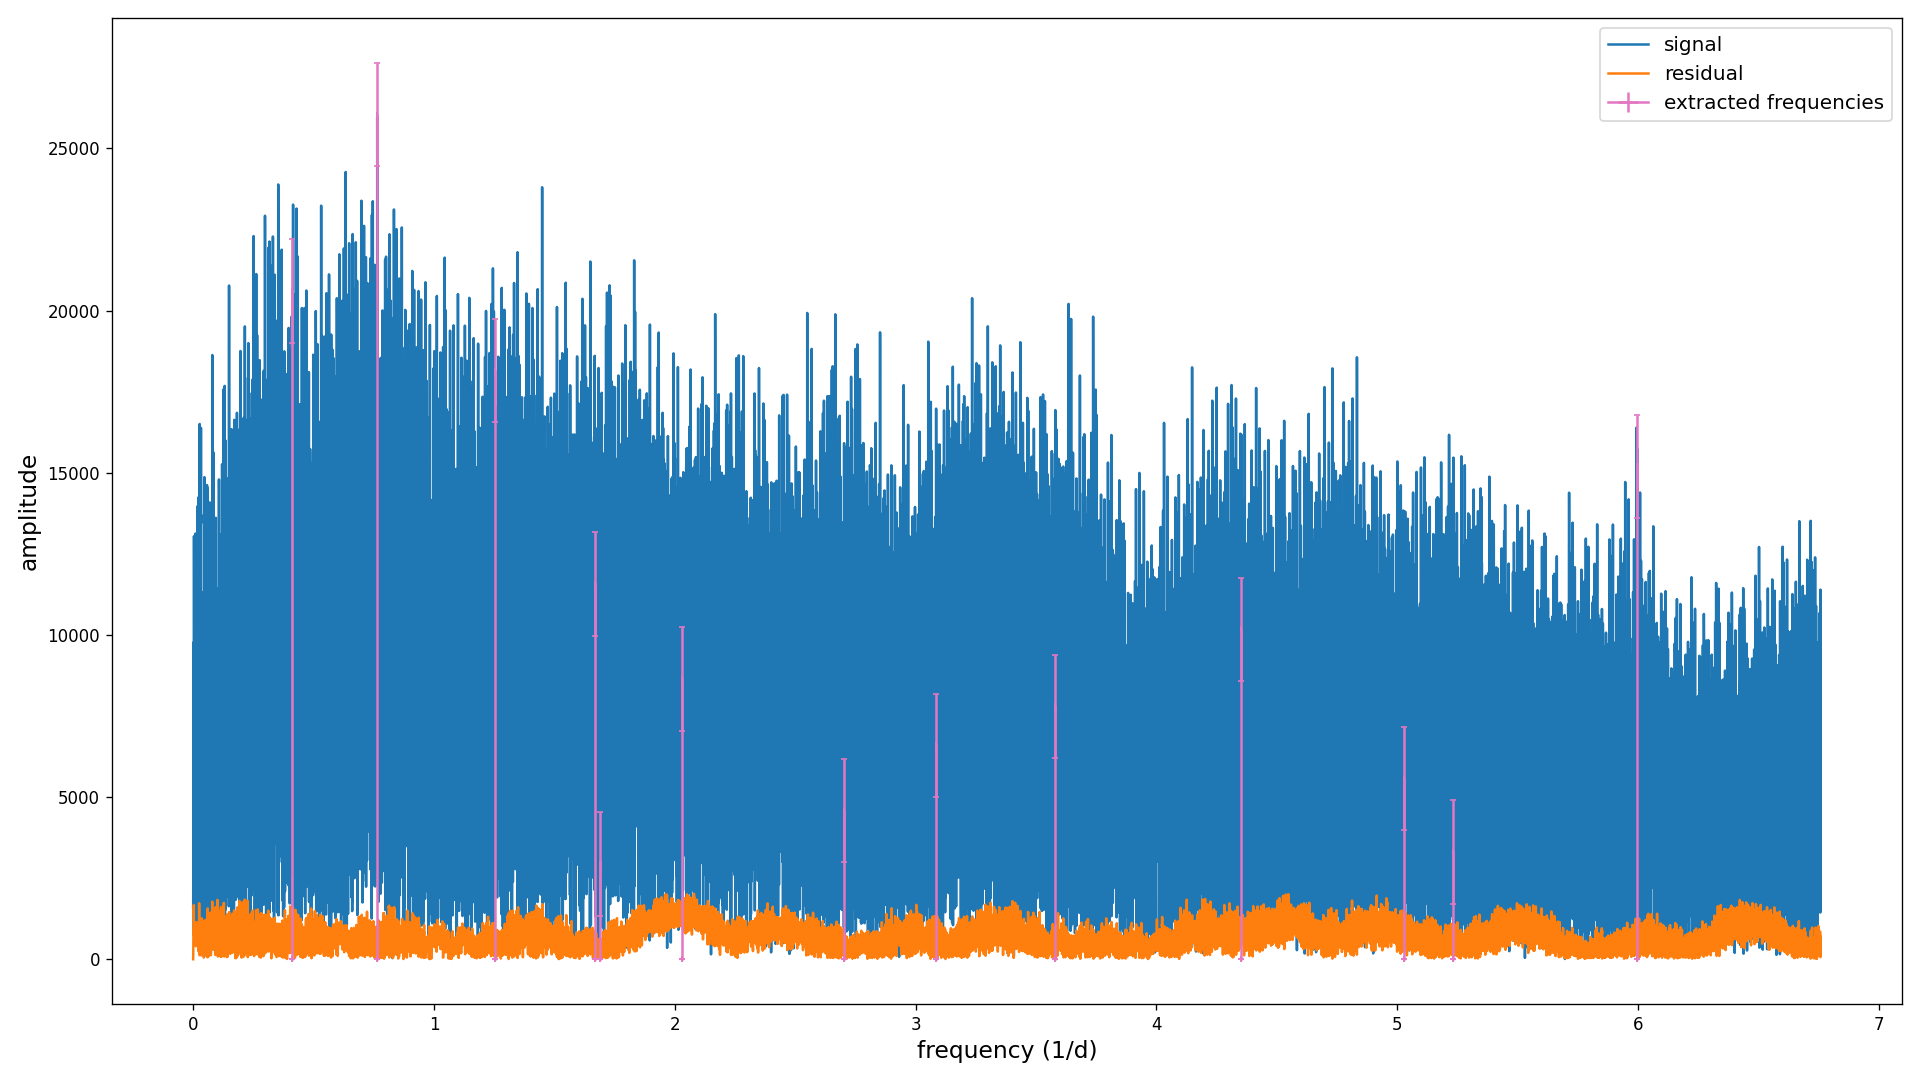 signal
residual
extracted frequencies
25000
20000
15000
10000
5000
0
amplitude
0 1 2 3 4 5 6 7
frequency (1/d)